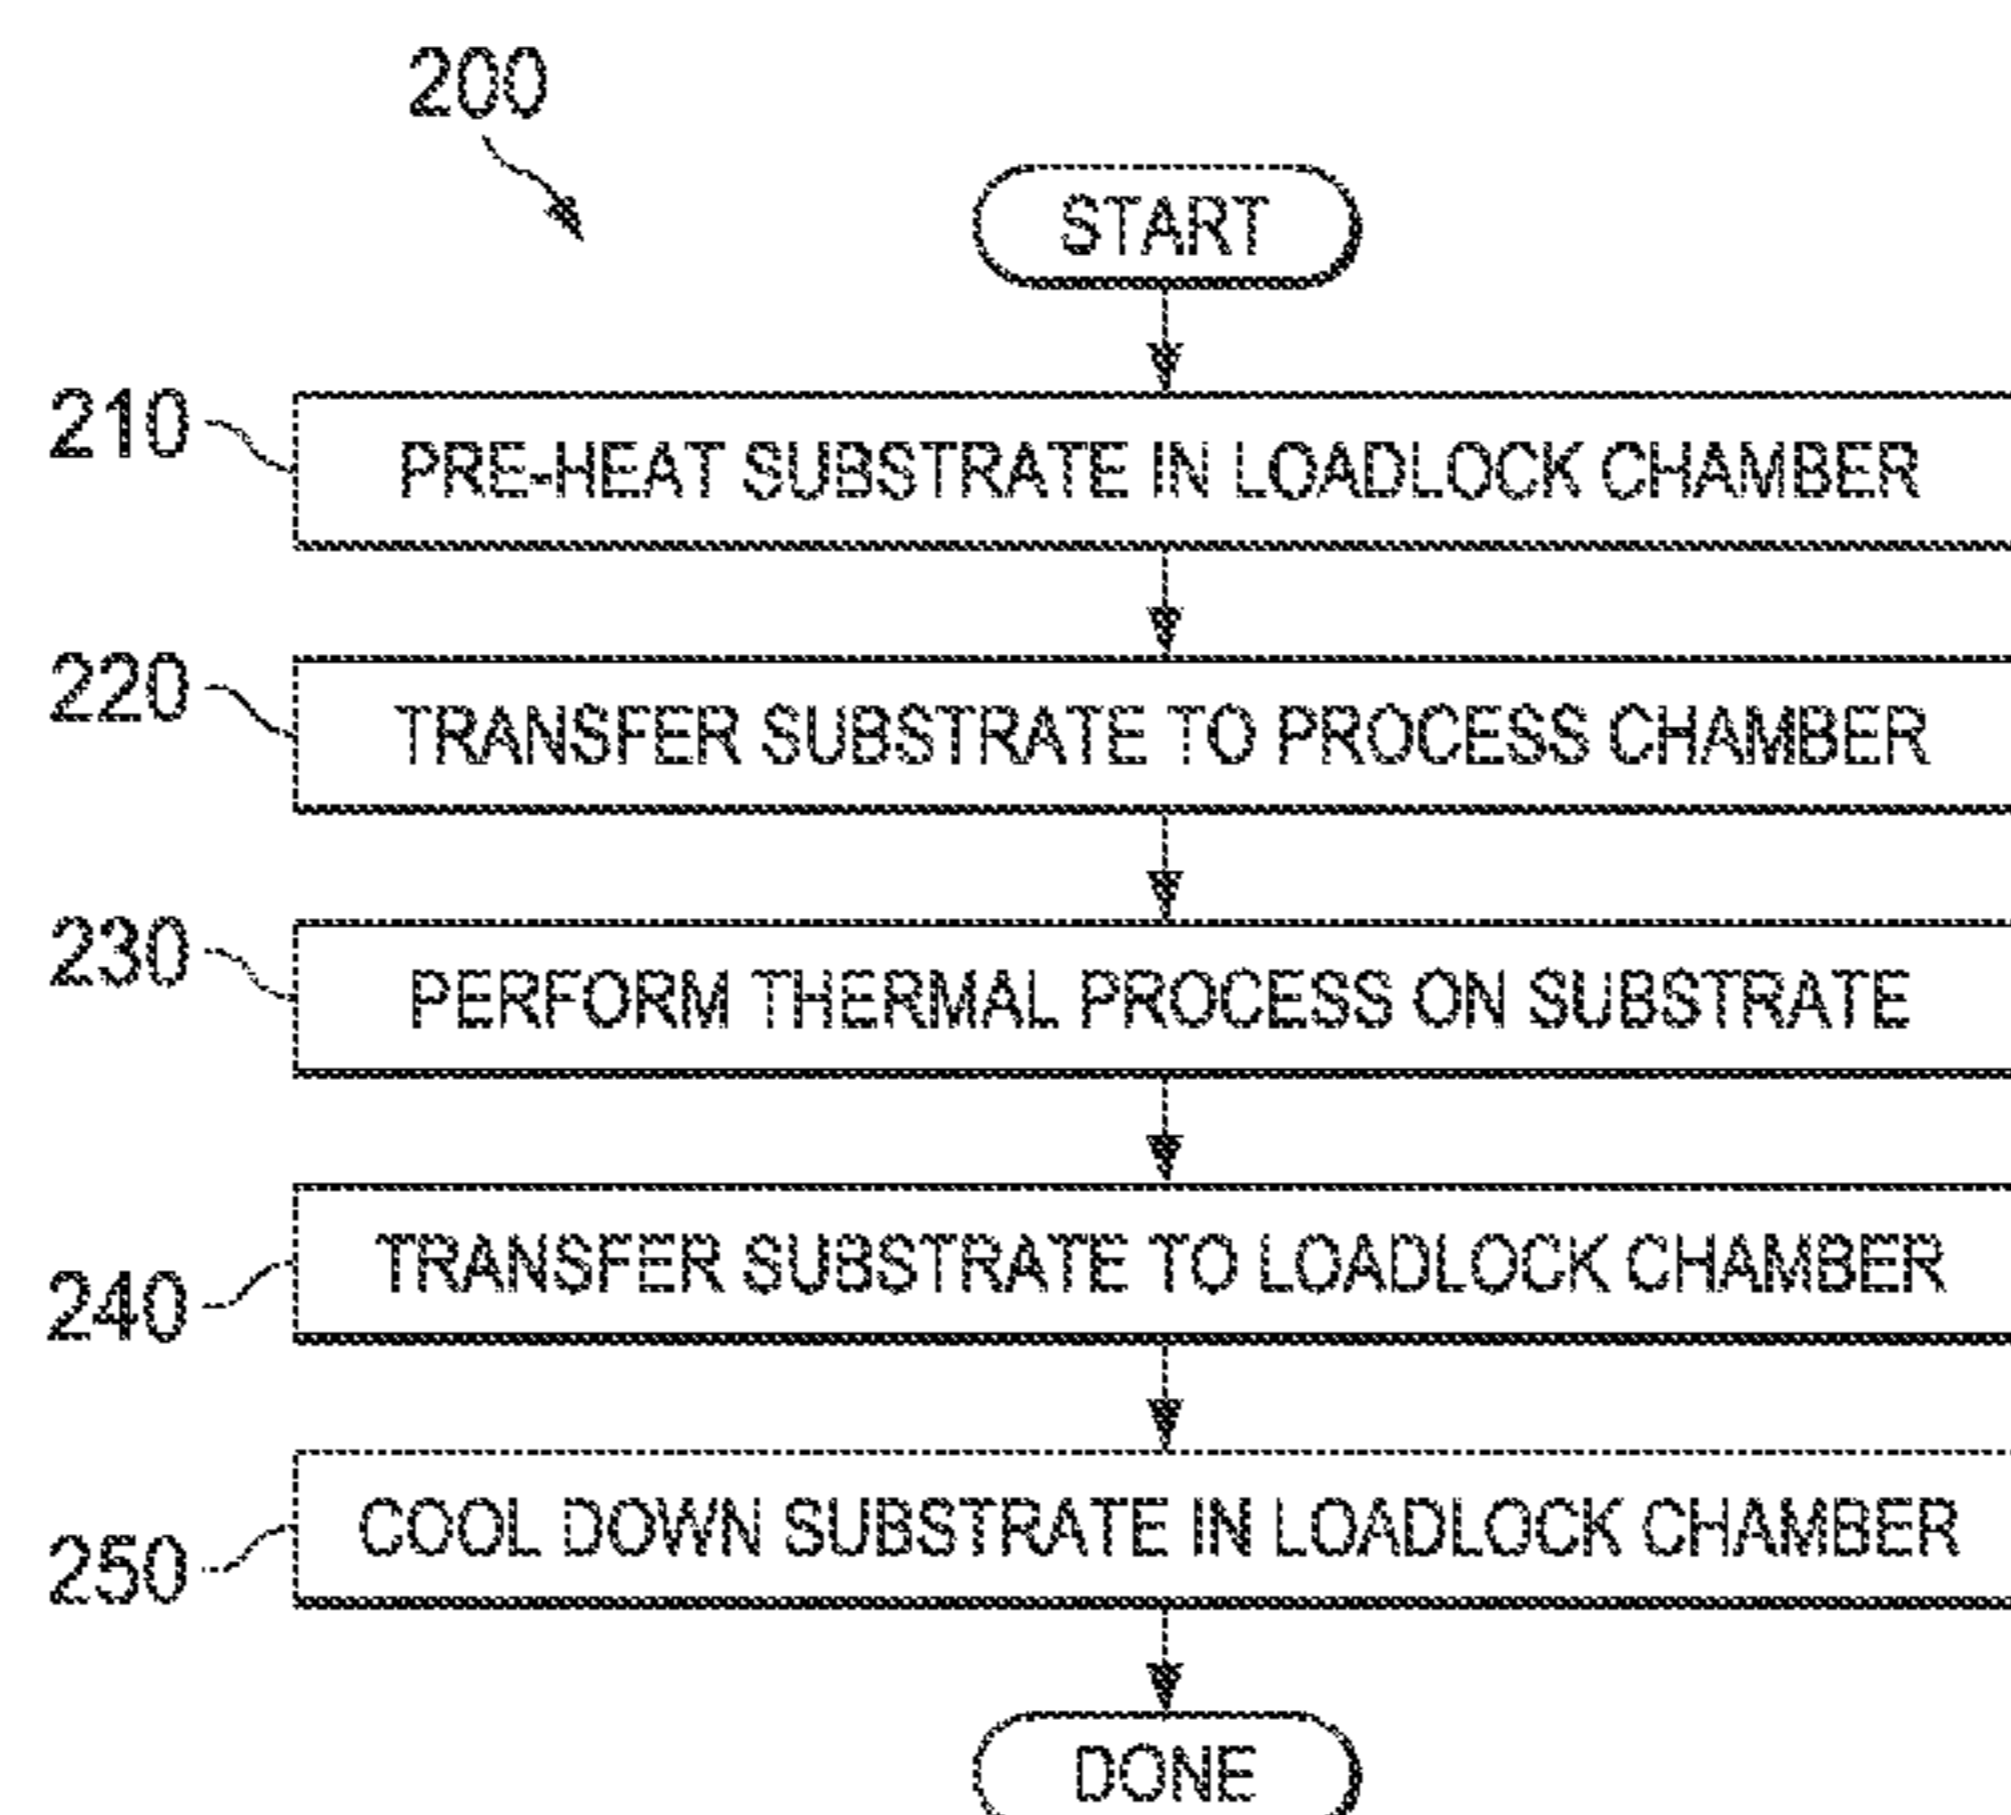 200
START
210
PRE-HEAT SUBSTRATE IN LOADLOCK CHAMBER
220
TRANSFER SUBSTRATE TO PROCESS CHAMBER
230
PERFORM THERMAL PROCESS ON SUBSTRATE
240
TRANSFER SUBSTRATE TO LOADLOCK CHAMBER
250
COOL DOWN SUBSTRATE IN LOADLOCK CHAMBER
DONE